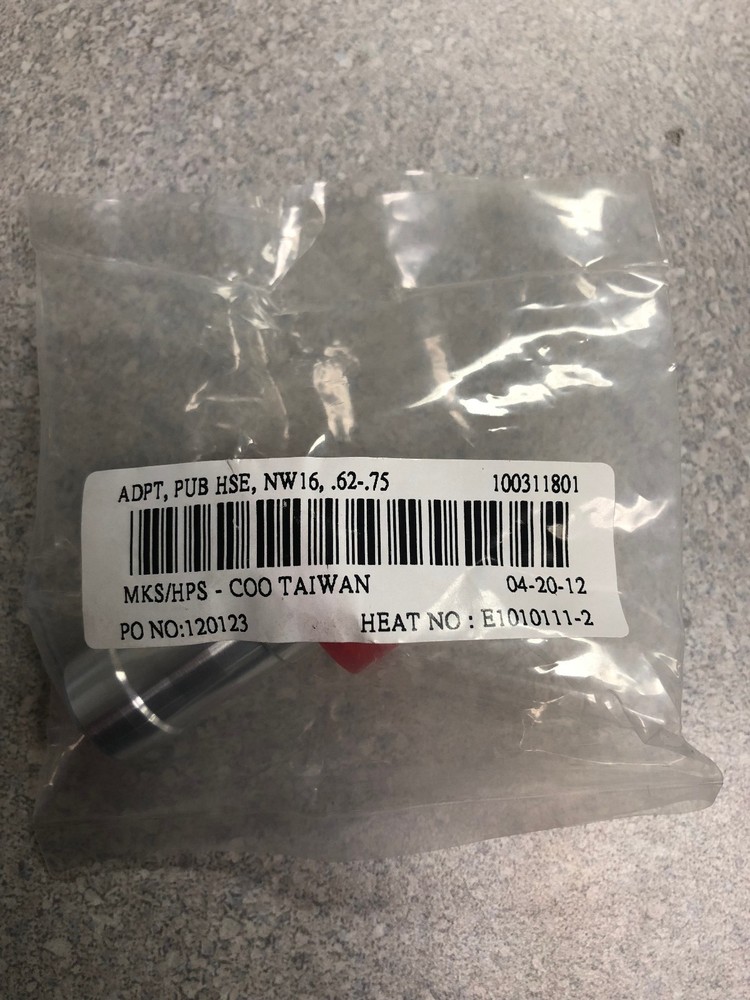 ADPT, PUB HSE, NW16, .62-.75 100311801
MKS/HPS - COO TAIWAN 04-20-12
PO NO:120123 HEAT NO : E1010111-2